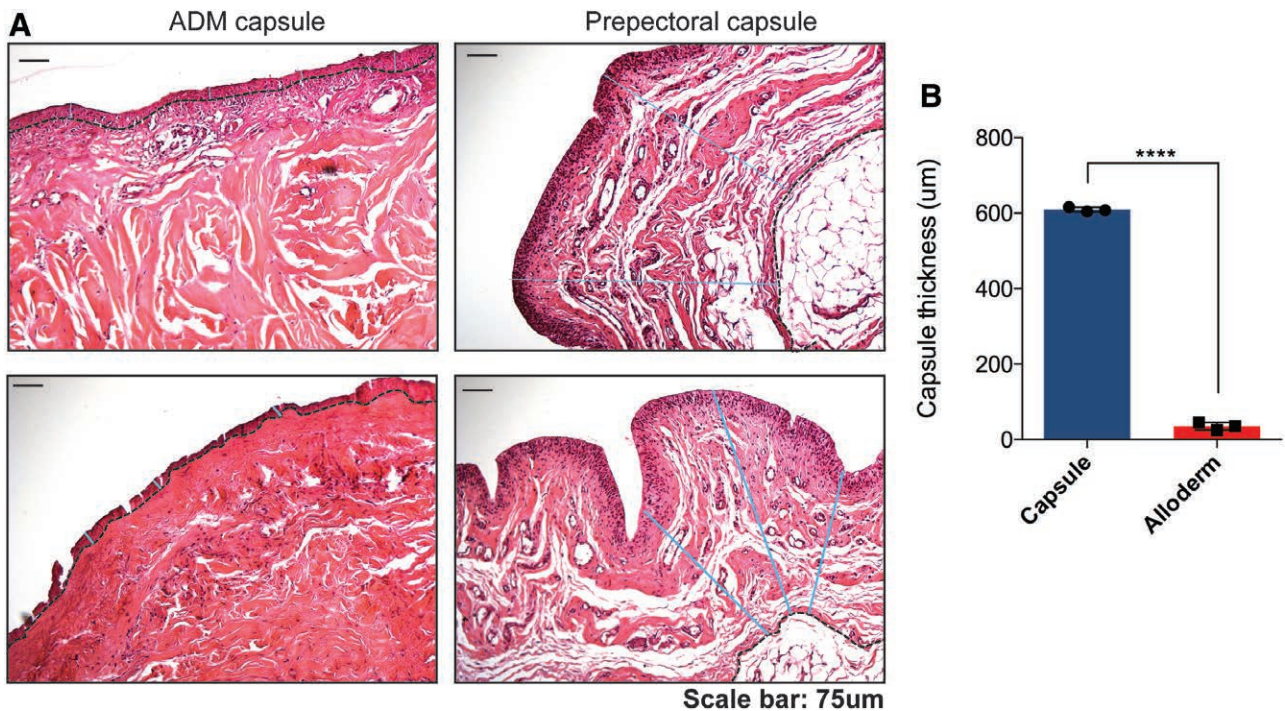 A
ADM capsule
Prepectoral capsule
Scale bar: 75um
B
Capsule thickness (um)
800
600
400
200
0
****
Capsule
Alloderm